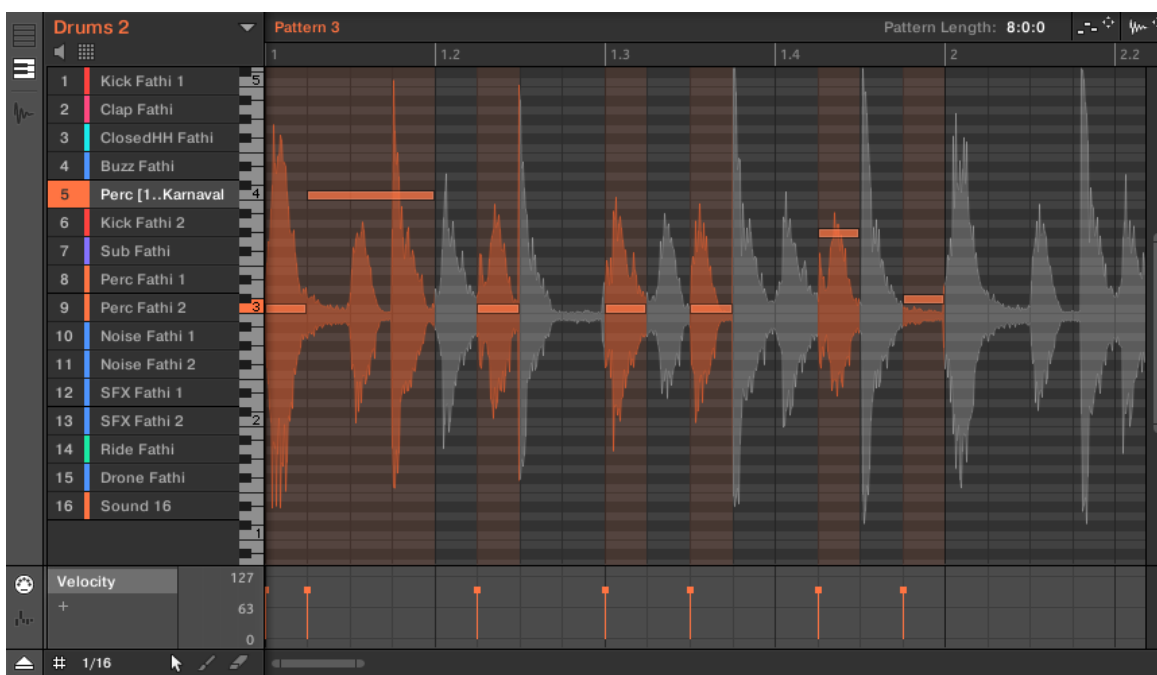 Drums 2
Pattern 3
Pattern Length: 8:0:0
1 1.2 1.3 1.4 2 2.2
1 Kick Fathi 1
2 Clap Fathi
3 ClosedHH Fathi
4 Buzz Fathi
5 Perc [1..Karnaval
6 Kick Fathi 2
7 Sub Fathi
8 Perc Fathi 1
9 Perc Fathi 2
10 Noise Fathi 1
11 Noise Fathi 2
12 SFX Fathi 1
13 SFX Fathi 2
14 Ride Fathi
15 Drone Fathi
16 Sound 16
5
4
3
2
1
Velocity
+
127
63
0
1/16